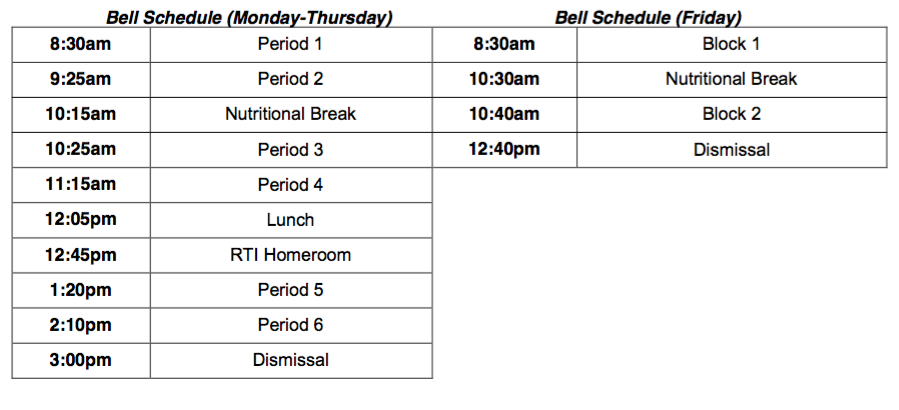 Bell Schedule (Monday-Thursday)
8:30am Period 1
9:25am Period 2
10:15am Nutritional Break
10:25am Period 3
11:15am Period 4
12:05pm Lunch
12:45pm RTI Homeroom
1:20pm Period 5
2:10pm Period 6
3:00pm Dismissal
Bell Schedule (Friday)
8:30am Block 1
10:30am Nutritional Break
10:40am Block 2
12:40pm Dismissal